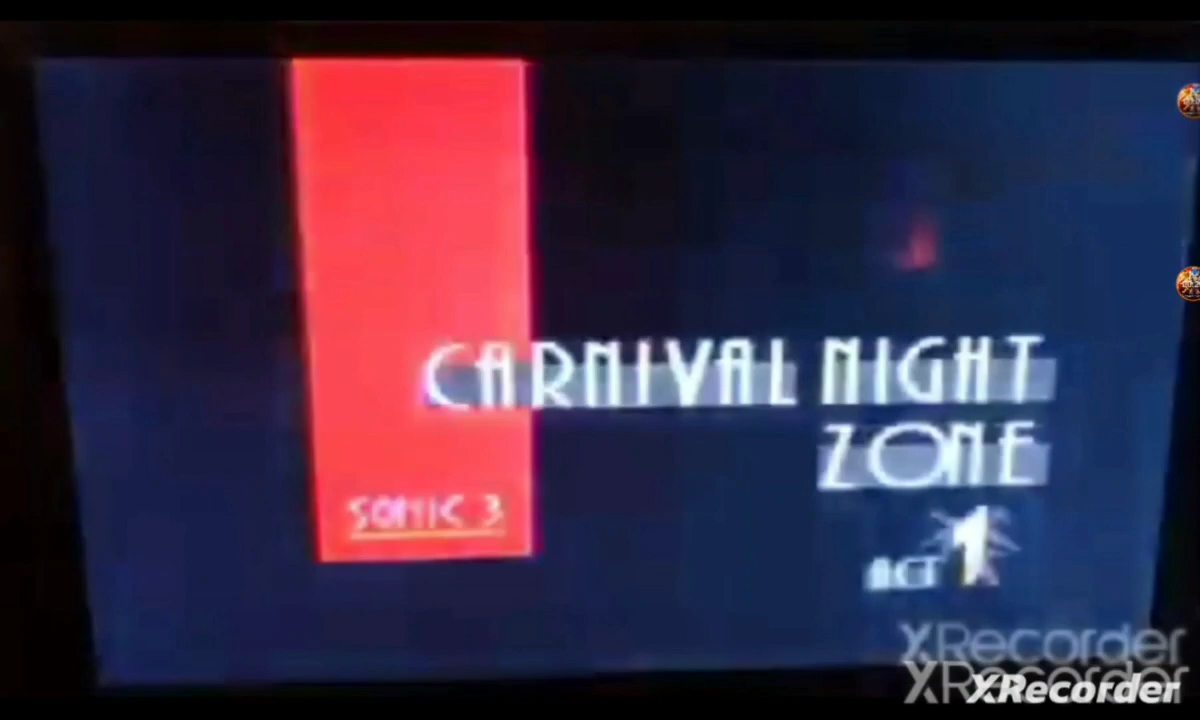 CARNIVAL NIGHT
ZONE
SONIC 3
ACT 1
XRecorder
XRecorder
XRecorder